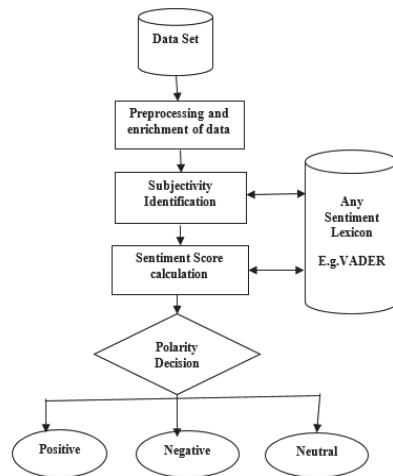 Data Set
Preprocessing and
enrichment of data
Subjectivity
Identification
Any
Sentiment
Lexicon
E.g.VADER
Sentiment Score
calculation
Polarity
Decision
Positive
Negative
Neutral